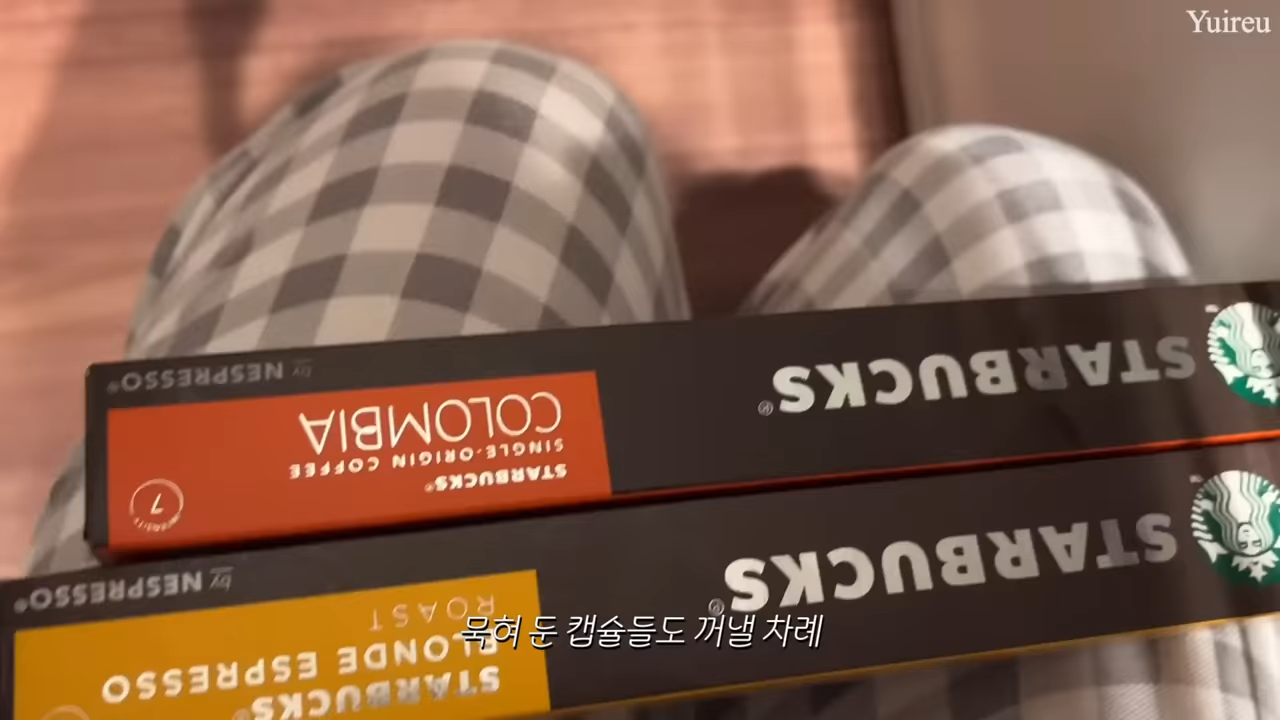 Yuireu
STARBUCKS®
SINGLE-ORIGIN COFFEE
COLOMBIA
by NESPRESSO®
7
STARBUCKS®
STARBUCKS®
BLONDE ESPRESSO
ROAST
by NESPRESSO®
STARBUCKS®
묵혀 둔 캡슐들도 꺼낼 차례